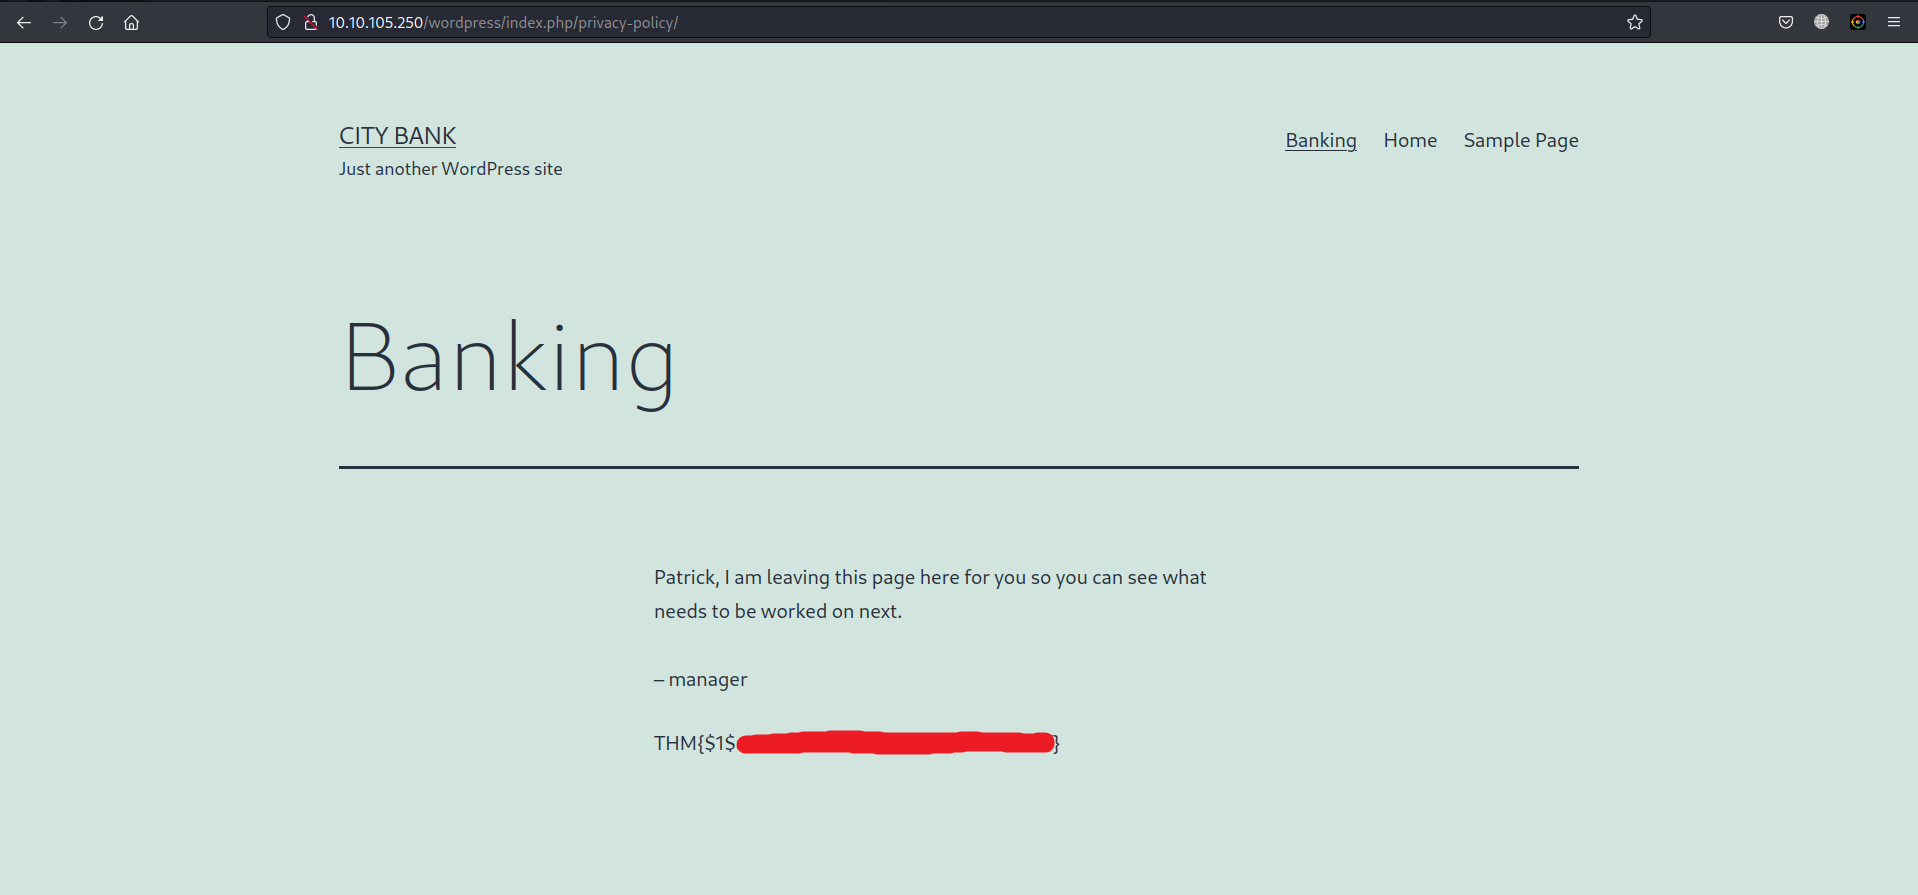 10.10.105.250/wordpress/index.php/privacy-policy/
CITY BANK
Just another WordPress site
Banking Home Sample Page
Banking
Patrick, I am leaving this page here for you so you can see what
needs to be worked on next.
– manager
THM{$1$ }